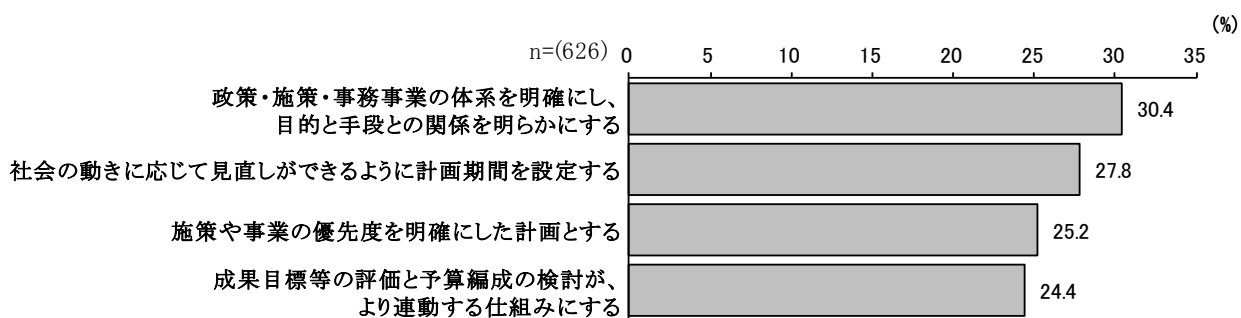 (%)
n=(626) 0 5 10 15 20 25 30 35
政策・施策・事務事業の体系を明確にし、
目的と手段との関係を明らかにする
30.4
社会の動きに応じて見直しができるように計画期間を設定する
27.8
施策や事業の優先度を明確にした計画とする
25.2
成果目標等の評価と予算編成の検討が、
より連動する仕組みにする
24.4